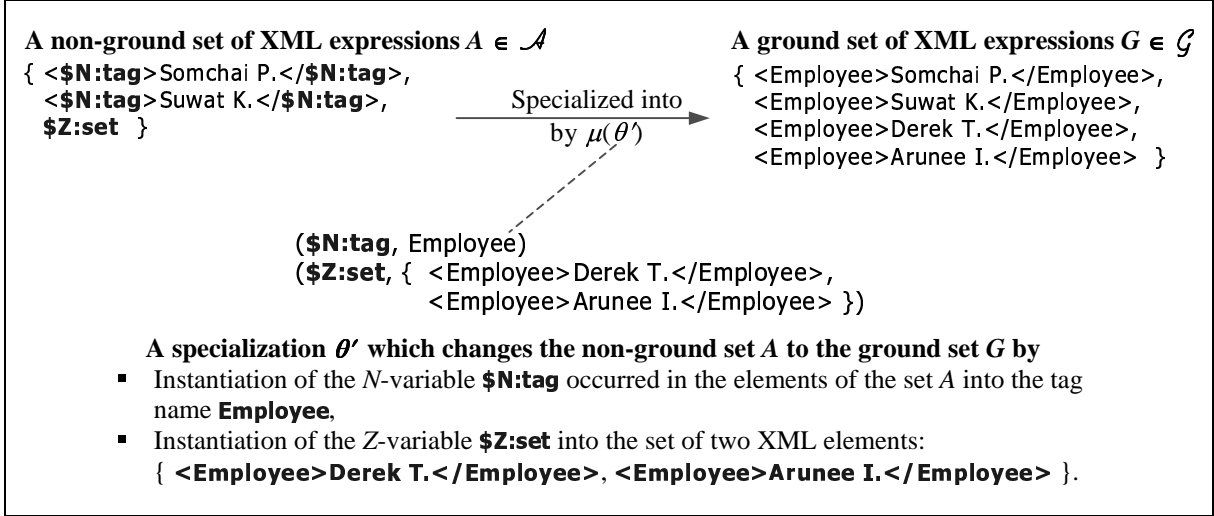 A non-ground set of XML expressions A ∈ 𝒜
{ <$N:tag>Somchai P.</$N:tag>,
<$N:tag>Suwat K.</$N:tag>,
$Z:set }
Specialized into
by μ(θ′)
A ground set of XML expressions G ∈ 𝒢
{ <Employee>Somchai P.</Employee>,
<Employee>Suwat K.</Employee>,
<Employee>Derek T.</Employee>,
<Employee>Arunee I.</Employee> }
($N:tag, Employee)
($Z:set, { <Employee>Derek T.</Employee>,
<Employee>Arunee I.</Employee> })
A specialization θ′ which changes the non-ground set A to the ground set G by
▪ Instantiation of the N-variable $N:tag occurred in the elements of the set A into the tag
name Employee,
▪ Instantiation of the Z-variable $Z:set into the set of two XML elements:
{ <Employee>Derek T.</Employee>, <Employee>Arunee I.</Employee> }.